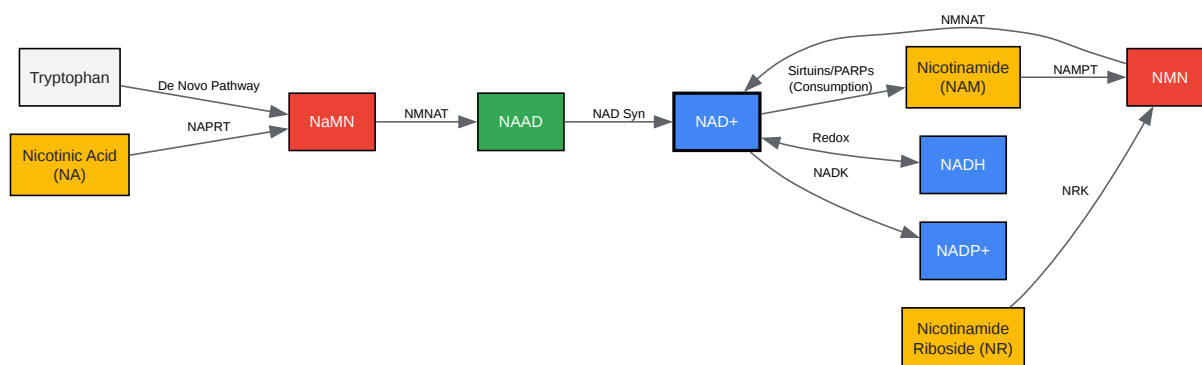 NMNAT
Tryptophan
De Novo Pathway
NAPRT
Nicotinic Acid
(NA)
NaMN
NMNAT
NAAD
NAD Syn
NAD+
Sirtuins/PARPs
(Consumption)
Nicotinamide
(NAM)
NAMPT
NMN
Redox
NADH
NADK
NADP+
NRK
Nicotinamide
Riboside (NR)